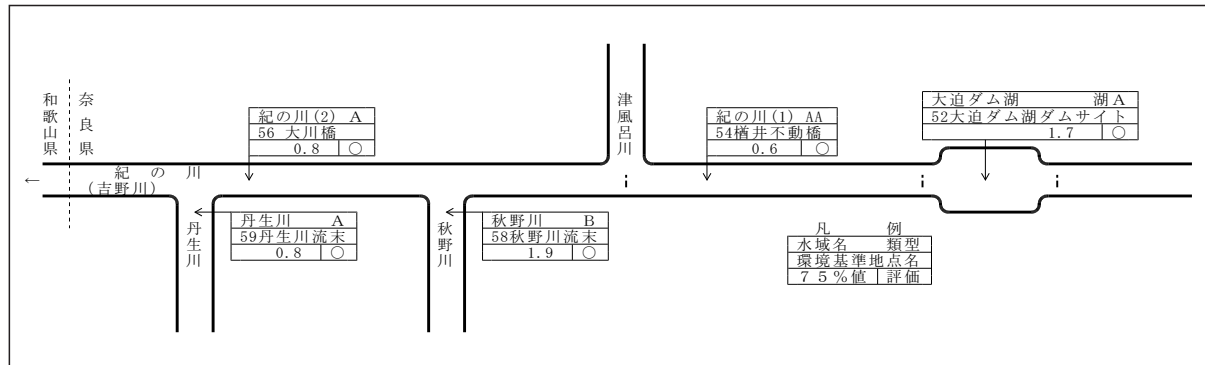 和歌山県
奈良県
紀の川(2) A
56 大川橋
0.8 ○
津風呂川
紀の川(1) AA
54楢井不動橋
0.6 ○
大迫ダム湖 湖A
52大迫ダム湖ダムサイト
1.7 ○
←
紀の川
(吉野川)
丹生川
丹生川 A
59丹生川流末
0.8 ○
秋野川
秋野川 B
58秋野川流末
1.9 ○
凡例
水域名 類型
環境基準地点名
75%値 評価